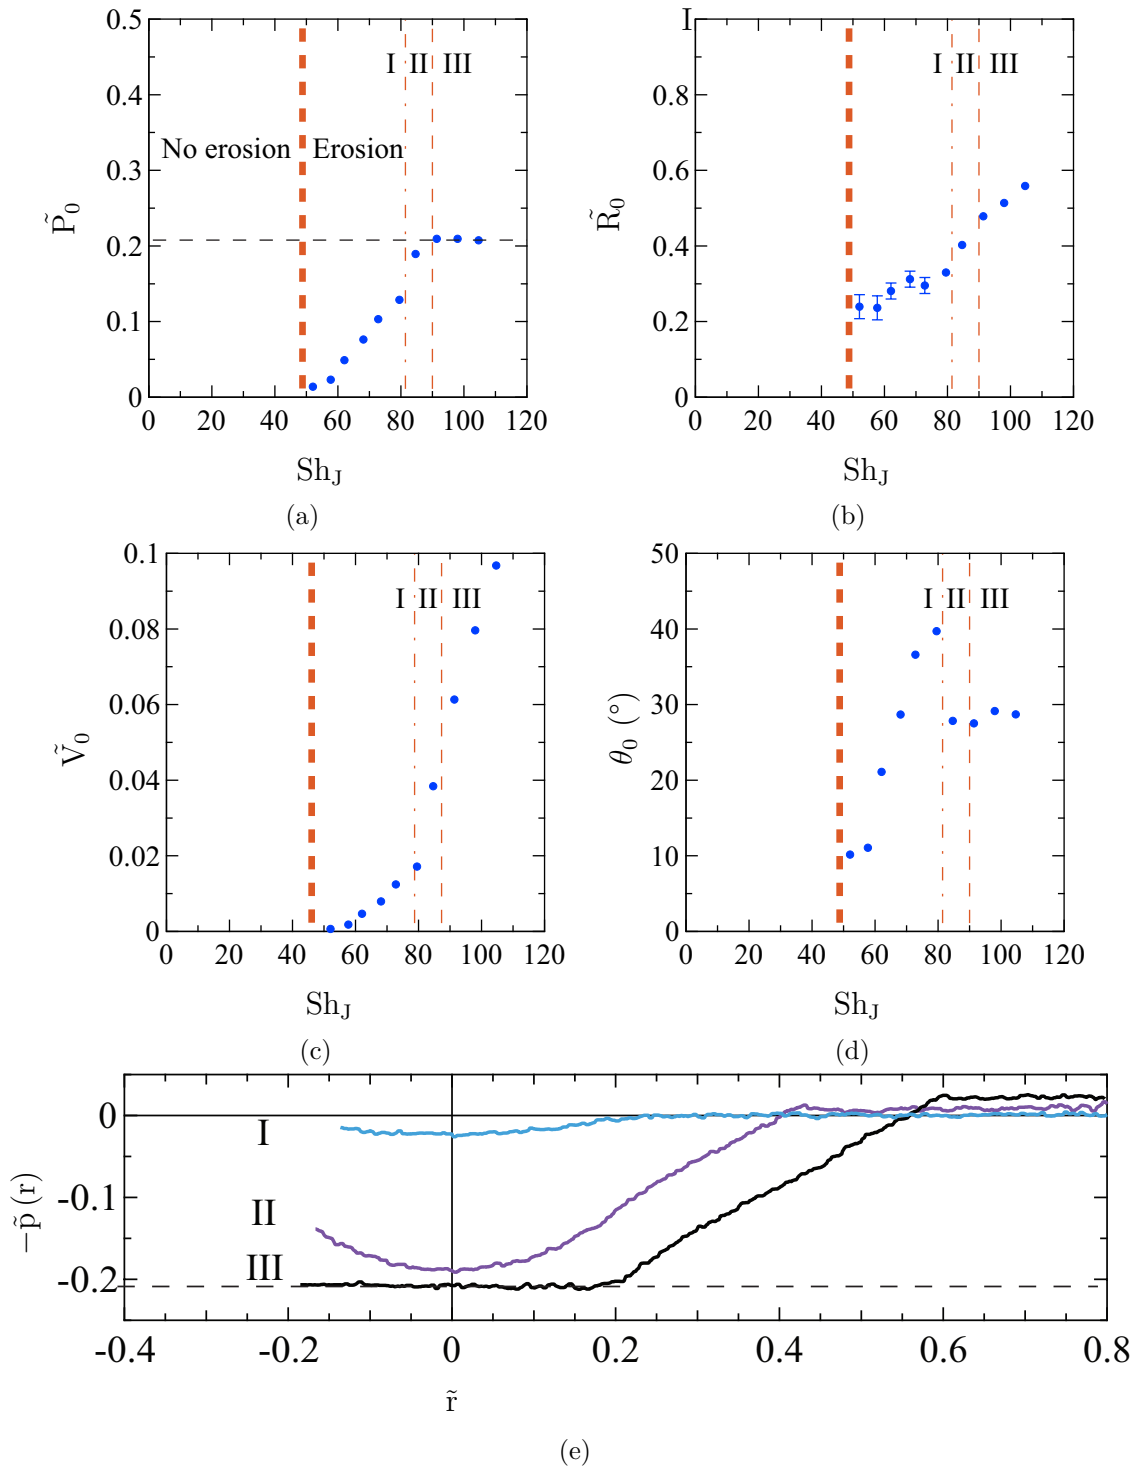 0.5
0.4
0.3
0.2
0.1
0
0 20 40 60 80 100 120
P̃₀
No erosion
Erosion
I II III
Sh_J
(a)
I
0.8
0.6
0.4
0.2
0
0 20 40 60 80 100 120
R̃₀
I II III
Sh_J
(b)
0.1
0.08
0.06
0.04
0.02
0
0 20 40 60 80 100 120
Ṽ₀
I II III
Sh_J
(c)
50
40
30
20
10
0
0 20 40 60 80 100 120
θ₀ (°)
I II III
Sh_J
(d)
0
-0.1
-0.2
-0.4 -0.2 0 0.2 0.4 0.6 0.8
−p̃ (r)
I
II
III
r̃
(e)